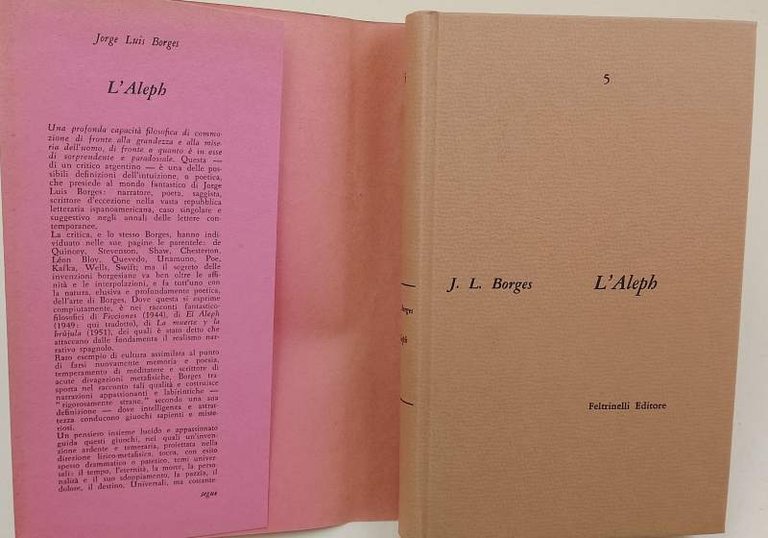 Jorge Luis Borges
L'Aleph
Una profonda capacità filosofica di commo-
zione di fronte alla grandezza e alla mise-
ria dell'uomo, di fronte a quanto è in esse
di sorprendente e paradossale. Questa —
di un critico argentino — è una delle pos-
sibili definizioni dell'intuizione, o poetica,
che presiede al mondo fantastico di Jorge
Luis Borges: narratore, poeta, saggista,
scrittore d'eccezione nella vasta repubblica
letteraria ispanoamericana, caso singolare e
suggestivo negli annali delle lettere con-
temporanee.
La critica, e lo stesso Borges, hanno indi-
viduato nelle sue pagine le parentele: de
Quincey, Stevenson, Shaw, Chesterton,
Léon Bloy, Quevedo, Unamuno, Poe,
Kafka, Wells, Swift; ma il segreto delle
invenzioni borgesiane va ben oltre le affi-
nità e le interpolazioni, e fa tutt'uno con
la natura, elusiva e profondamente poetica,
dell'arte di Borges. Dove questa si esprime
compiutamente, è nei racconti fantastico-
filosofici di Ficciones (1944), di El Aleph
(1949: qui tradotto), di La muerte y la
brújula (1951), dei quali è stato detto che
attaccano dalle fondamenta il realismo nar-
rativo spagnolo.
Raro esempio di cultura assimilata al punto
di farsi nuovamente memoria e poesia,
temperamento di meditatore e scrittore di
acute divagazioni metafisiche, Borges tra-
sporta nel racconto tali qualità e costruisce
narrazioni appassionanti e labirintiche —
"rigorosamente strane," secondo una sua
definizione — dove intelligenza e astrat-
tezza conducono giuochi sapienti e miste-
riosi.
Un pensiero insieme lucido e appassionato
guida questi giuochi, nei quali un'inven-
zione ardente e temeraria, proiettata nella
direzione lirico-metafisica, tocca, con esito
spesso drammatico o patetico, temi univer-
sali: il tempo, l'eternità, la morte, la perso-
nalità e il suo sdoppiamento, la pazzia, il
dolore, il destino. Universali, ma costante-
segue
5
J. L. Borges
L'Aleph
Feltrinelli Editore